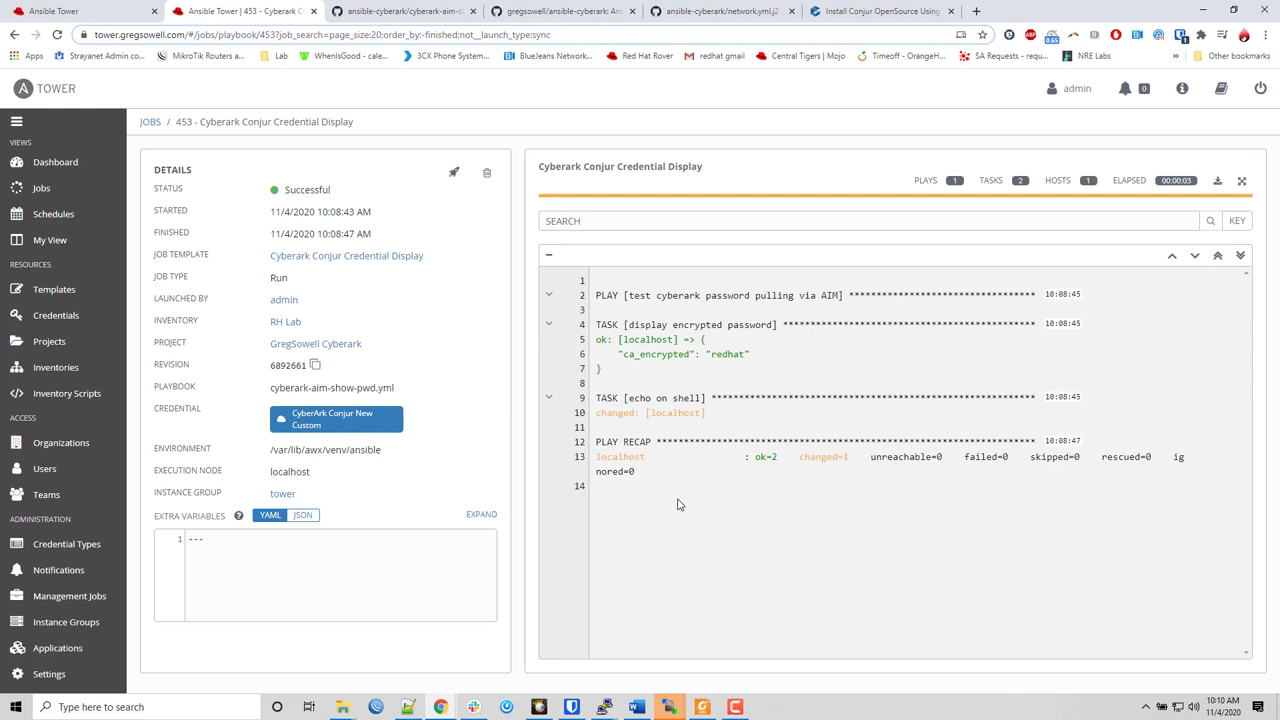 Ansible Tower
Ansible Tower | 453 - Cyberark C
ansible-cyberark/cyberark-aim-s
gregsowell/ansible-cyberark: An
ansible-cyberark/network.yml.j2
Install Conjur OpenSource Using
tower.gregsowell.com/#/jobs/playbook/453?job_search=page_size:20;order_by:-finished;not__launch_type:sync
Apps
Strayanet Admin co...
MikroTik Routers a...
Lab
WhenIsGood - cale...
3CX Phone System...
BlueJeans Network...
Red Hat Rover
redhat gmail
Central Tigers | Mojo
Timeoff - OrangeH...
SA Requests - requ...
NRE Labs
»
Other bookmarks
A TOWER
admin
0
VIEWS
Dashboard
Jobs
Schedules
My View
RESOURCES
Templates
Credentials
Projects
Inventories
Inventory Scripts
ACCESS
Organizations
Users
Teams
ADMINISTRATION
Credential Types
Notifications
Management Jobs
Instance Groups
Applications
Settings
JOBS / 453 - Cyberark Conjur Credential Display
DETAILS
STATUS Successful
STARTED 11/4/2020 10:08:43 AM
FINISHED 11/4/2020 10:08:47 AM
JOB TEMPLATE Cyberark Conjur Credential Display
JOB TYPE Run
LAUNCHED BY admin
INVENTORY RH Lab
PROJECT GregSowell Cyberark
REVISION 6892661
PLAYBOOK cyberark-aim-show-pwd.yml
CREDENTIAL CyberArk Conjur New
Custom
ENVIRONMENT /var/lib/awx/venv/ansible
EXECUTION NODE localhost
INSTANCE GROUP tower
EXTRA VARIABLES ? YAML JSON EXPAND
1 ---
Cyberark Conjur Credential Display
PLAYS 1 TASKS 2 HOSTS 1 ELAPSED 00:00:03
SEARCH KEY
1
2 PLAY [test cyberark password pulling via AIM] ********************************** 10:08:45
3
4 TASK [display encrypted password] ********************************************** 10:08:45
5 ok: [localhost] => {
6 "ca_encrypted": "redhat"
7 }
8
9 TASK [echo on shell] *********************************************************** 10:08:45
10 changed: [localhost]
11
12 PLAY RECAP ********************************************************************* 10:08:47
13 localhost : ok=2 changed=1 unreachable=0 failed=0 skipped=0 rescued=0 ig
nored=0
14
Type here to search
10:10 AM
11/4/2020